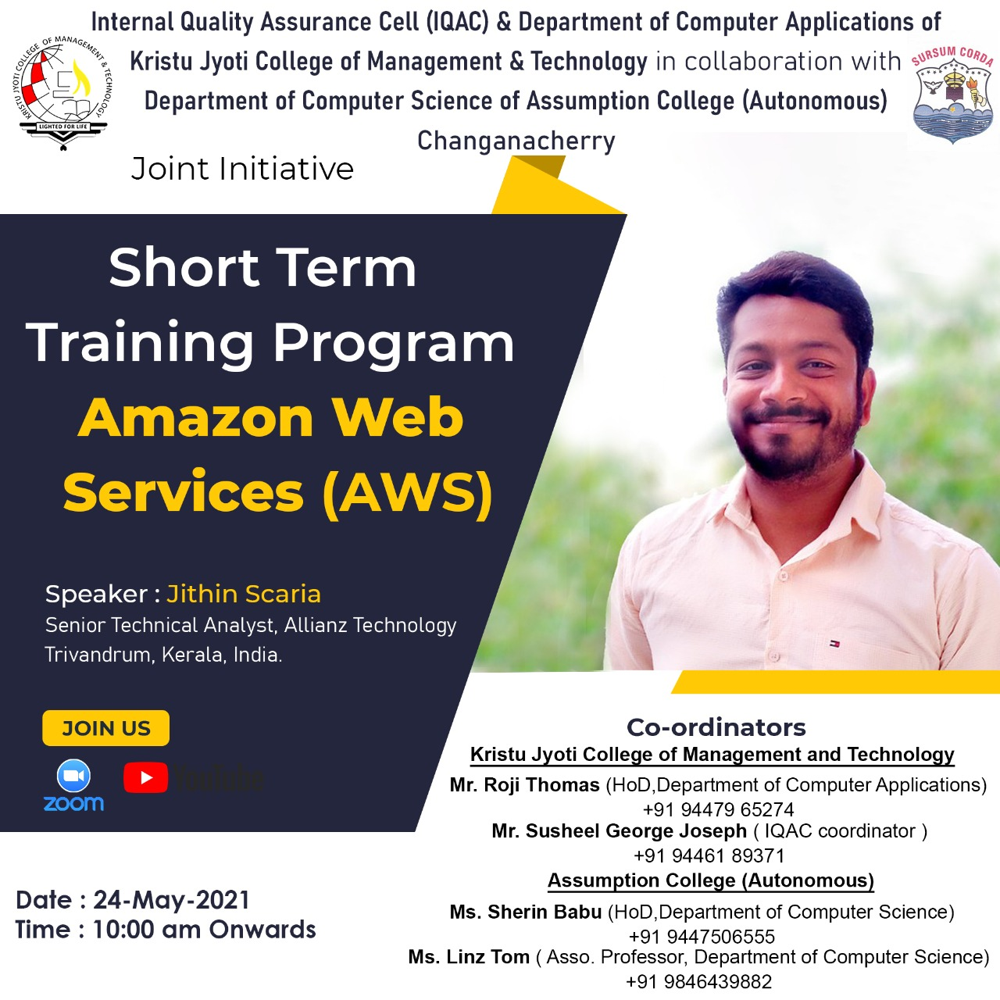 Internal Quality Assurance Cell (IQAC) & Department of Computer Applications of
Kristu Jyoti College of Management & Technology in collaboration with
Department of Computer Science of Assumption College (Autonomous)
Changanacherry
KRISTU JYOTI COLLEGE OF MANAGEMENT & TECHNOLOGY
LIGHTED FOR LIFE
SURSUM CORDA
Joint Initiative
Short Term
Training Program
Amazon Web
Services (AWS)
Speaker : Jithin Scaria
Senior Technical Analyst, Allianz Technology
Trivandrum, Kerala, India.
JOIN US
zoom
YouTube
Date : 24-May-2021
Time : 10:00 am Onwards
Co-ordinators
Kristu Jyoti College of Management and Technology
Mr. Roji Thomas (HoD,Department of Computer Applications)
+91 94479 65274
Mr. Susheel George Joseph ( IQAC coordinator )
+91 94461 89371
Assumption College (Autonomous)
Ms. Sherin Babu (HoD,Department of Computer Science)
+91 9447506555
Ms. Linz Tom ( Asso. Professor, Department of Computer Science)
+91 9846439882